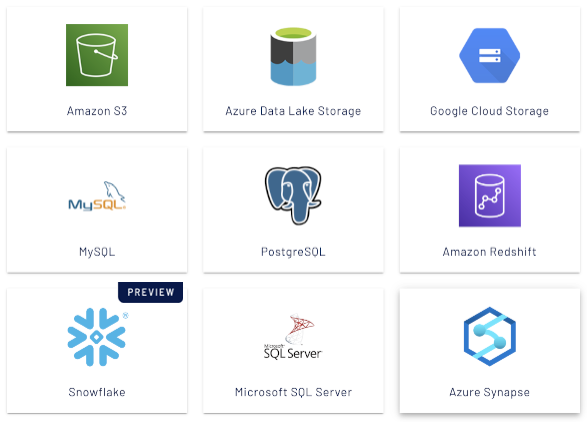 Amazon S3
Azure Data Lake Storage
Google Cloud Storage
MySQL®
MySQL
PostgreSQL
Amazon Redshift
PREVIEW
®
Snowflake
Microsoft
SQL Server
Microsoft SQL Server
Azure Synapse